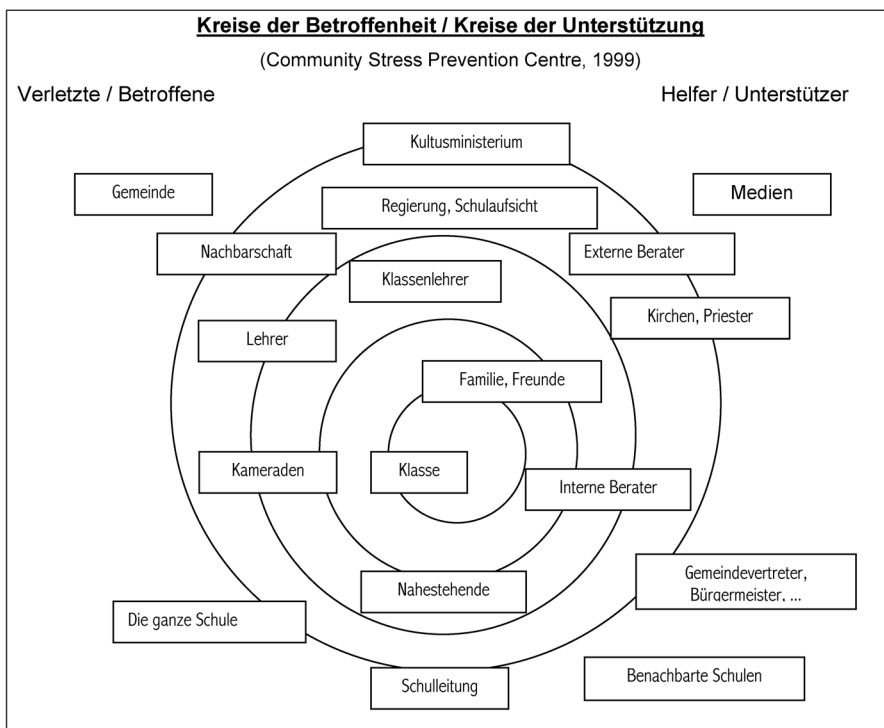 Kreise der Betroffenheit / Kreise der Unterstützung
(Community Stress Prevention Centre, 1999)
Verletzte / Betroffene
Helfer / Unterstützer
Kultusministerium
Gemeinde
Medien
Regierung, Schulaufsicht
Nachbarschaft
Externe Berater
Klassenlehrer
Kirchen, Priester
Lehrer
Familie, Freunde
Kameraden
Klasse
Interne Berater
Nahestehende
Gemeindevertreter,
Bürgermeister, ...
Die ganze Schule
Schulleitung
Benachbarte Schulen